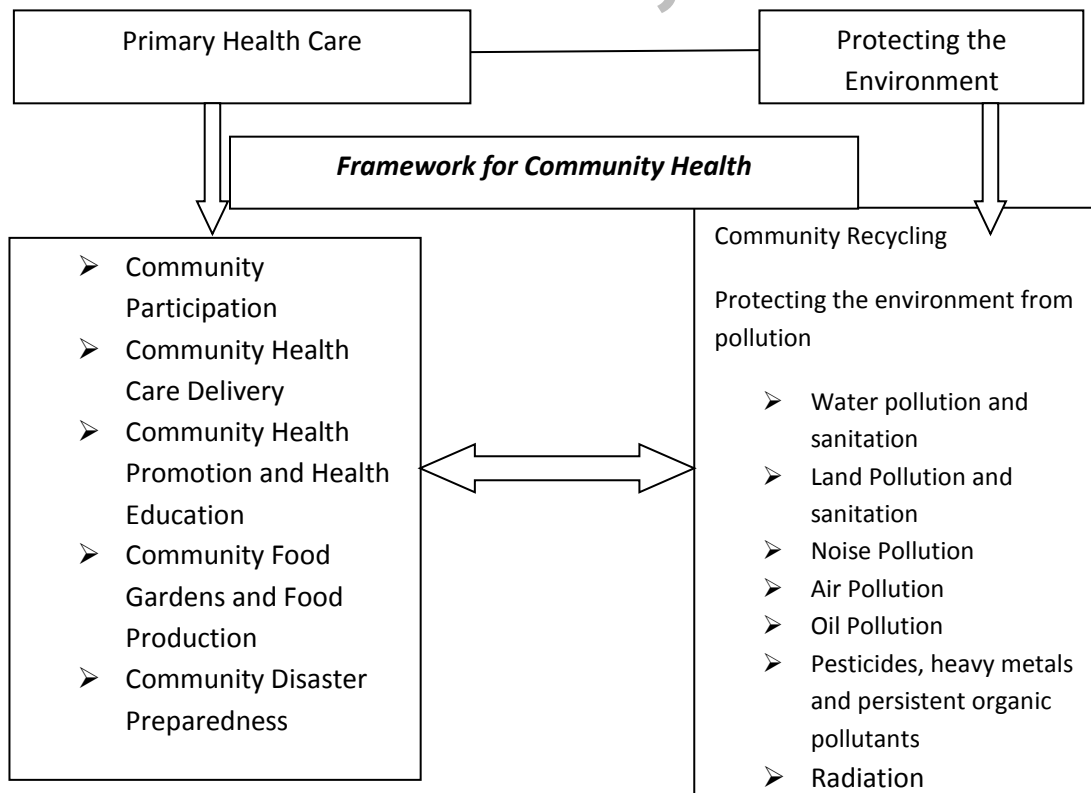 Primary Health Care
Protecting the
Environment
Framework for Community Health
➢ Community
Participation
➢ Community Health
Care Delivery
➢ Community Health
Promotion and Health
Education
➢ Community Food
Gardens and Food
Production
➢ Community Disaster
Preparedness
Community Recycling
Protecting the environment from
pollution
➢ Water pollution and
sanitation
➢ Land Pollution and
sanitation
➢ Noise Pollution
➢ Air Pollution
➢ Oil Pollution
➢ Pesticides, heavy metals
and persistent organic
pollutants
➢ Radiation